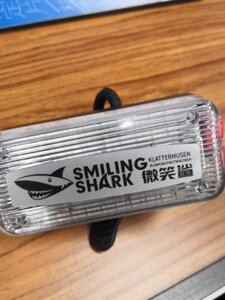 SMILING
SHARK
KLATTERMUSEN
微笑鲨